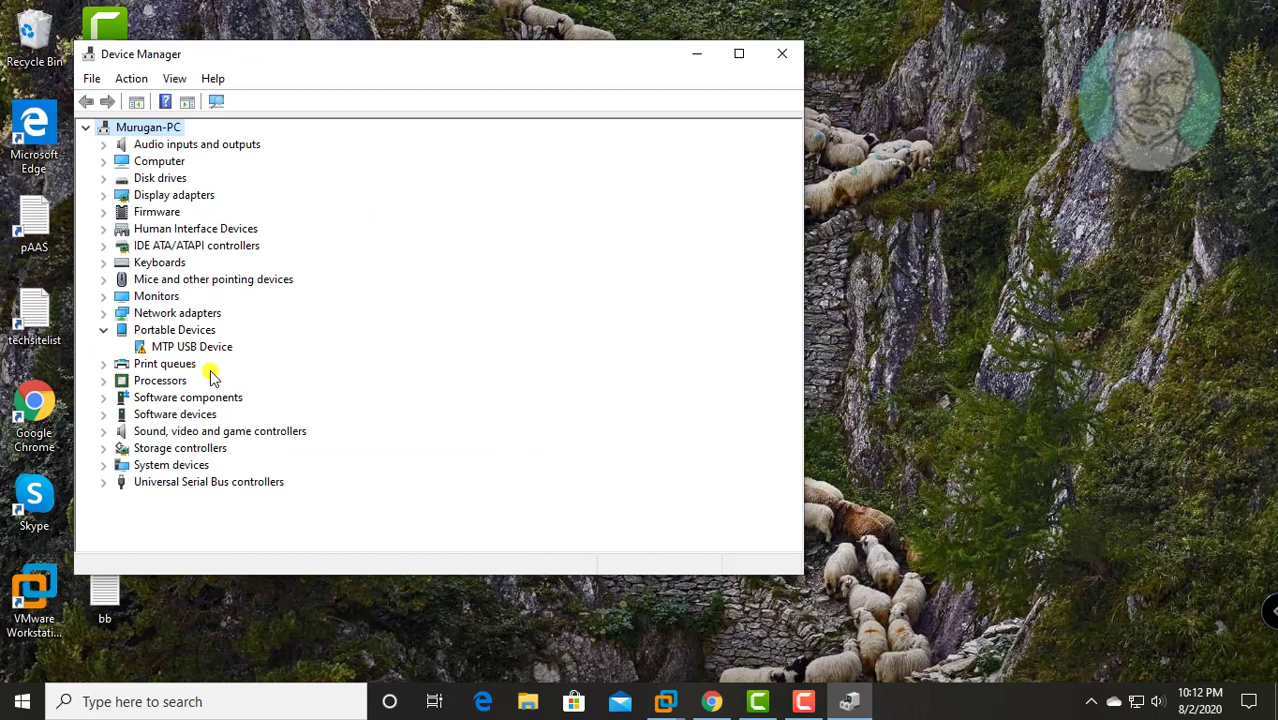 Recycle Bin
Microsoft
Edge
pAAS
techsitelist
Google
Chrome
Skype
VMware
Workstati...
bb
Device Manager
File Action View Help
Murugan-PC
Audio inputs and outputs
Computer
Disk drives
Display adapters
Firmware
Human Interface Devices
IDE ATA/ATAPI controllers
Keyboards
Mice and other pointing devices
Monitors
Network adapters
Portable Devices
MTP USB Device
Print queues
Processors
Software components
Software devices
Sound, video and game controllers
Storage controllers
System devices
Universal Serial Bus controllers
Type here to search
10:12 PM
8/2/2020